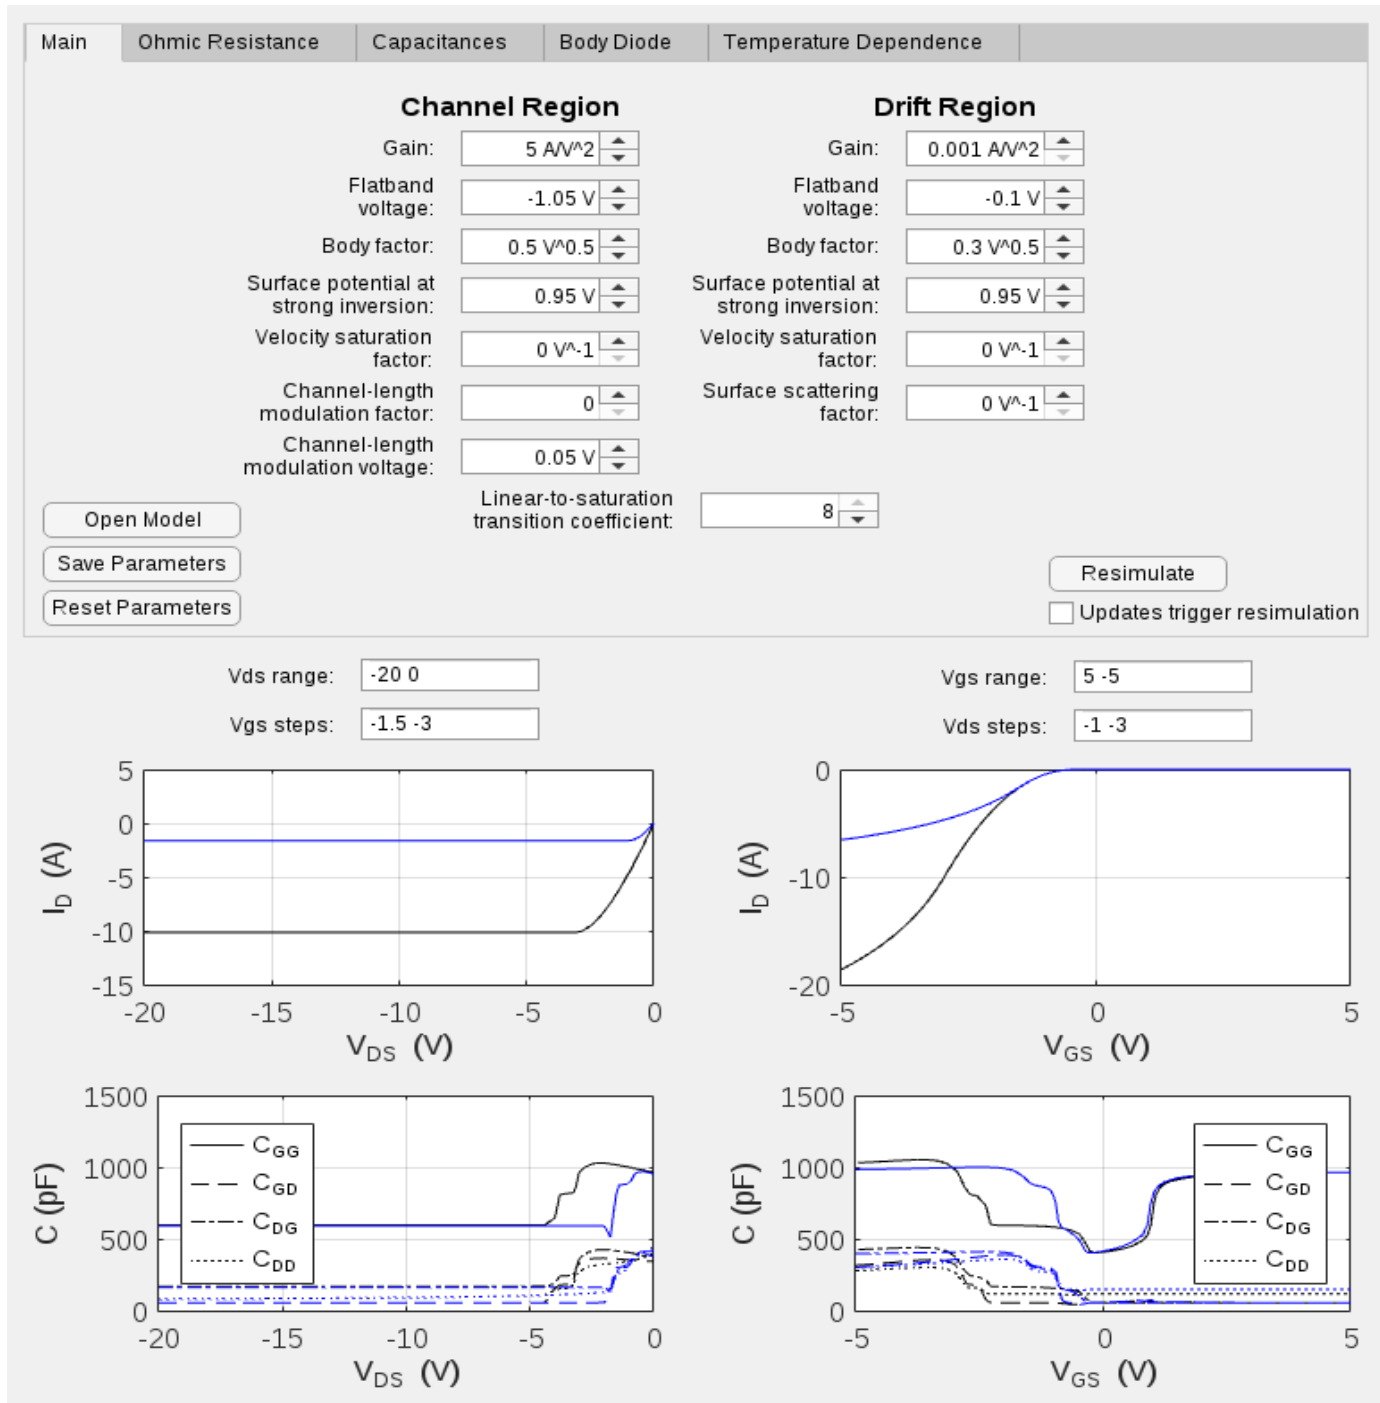 Main Ohmic Resistance Capacitances Body Diode Temperature Dependence
Channel Region Drift Region
Gain: 5 A/V^2 Gain: 0.001 A/V^2
Flatband Flatband
voltage: -1.05 V voltage: -0.1 V
Body factor: 0.5 V^0.5 Body factor: 0.3 V^0.5
Surface potential at Surface potential at
strong inversion: 0.95 V strong inversion: 0.95 V
Velocity saturation Velocity saturation
factor: 0 V^-1 factor: 0 V^-1
Channel-length Surface scattering
modulation factor: 0 factor: 0 V^-1
Channel-length
modulation voltage: 0.05 V
Linear-to-saturation
transition coefficient: 8
Open Model
Save Parameters
Reset Parameters
Resimulate
Updates trigger resimulation
Vds range: -20 0
Vgs steps: -1.5 -3
Vgs range: 5 -5
Vds steps: -1 -3
5
0
-5
-10
-15
I_D (A)
-20 -15 -10 -5 0
V_DS (V)
0
-10
-20
I_D (A)
-5 0 5
V_GS (V)
1500
1000
500
0
C (pF)
C_GG
C_GD
C_DG
C_DD
-20 -15 -10 -5 0
V_DS (V)
1500
1000
500
0
C (pF)
C_GG
C_GD
C_DG
C_DD
-5 0 5
V_GS (V)